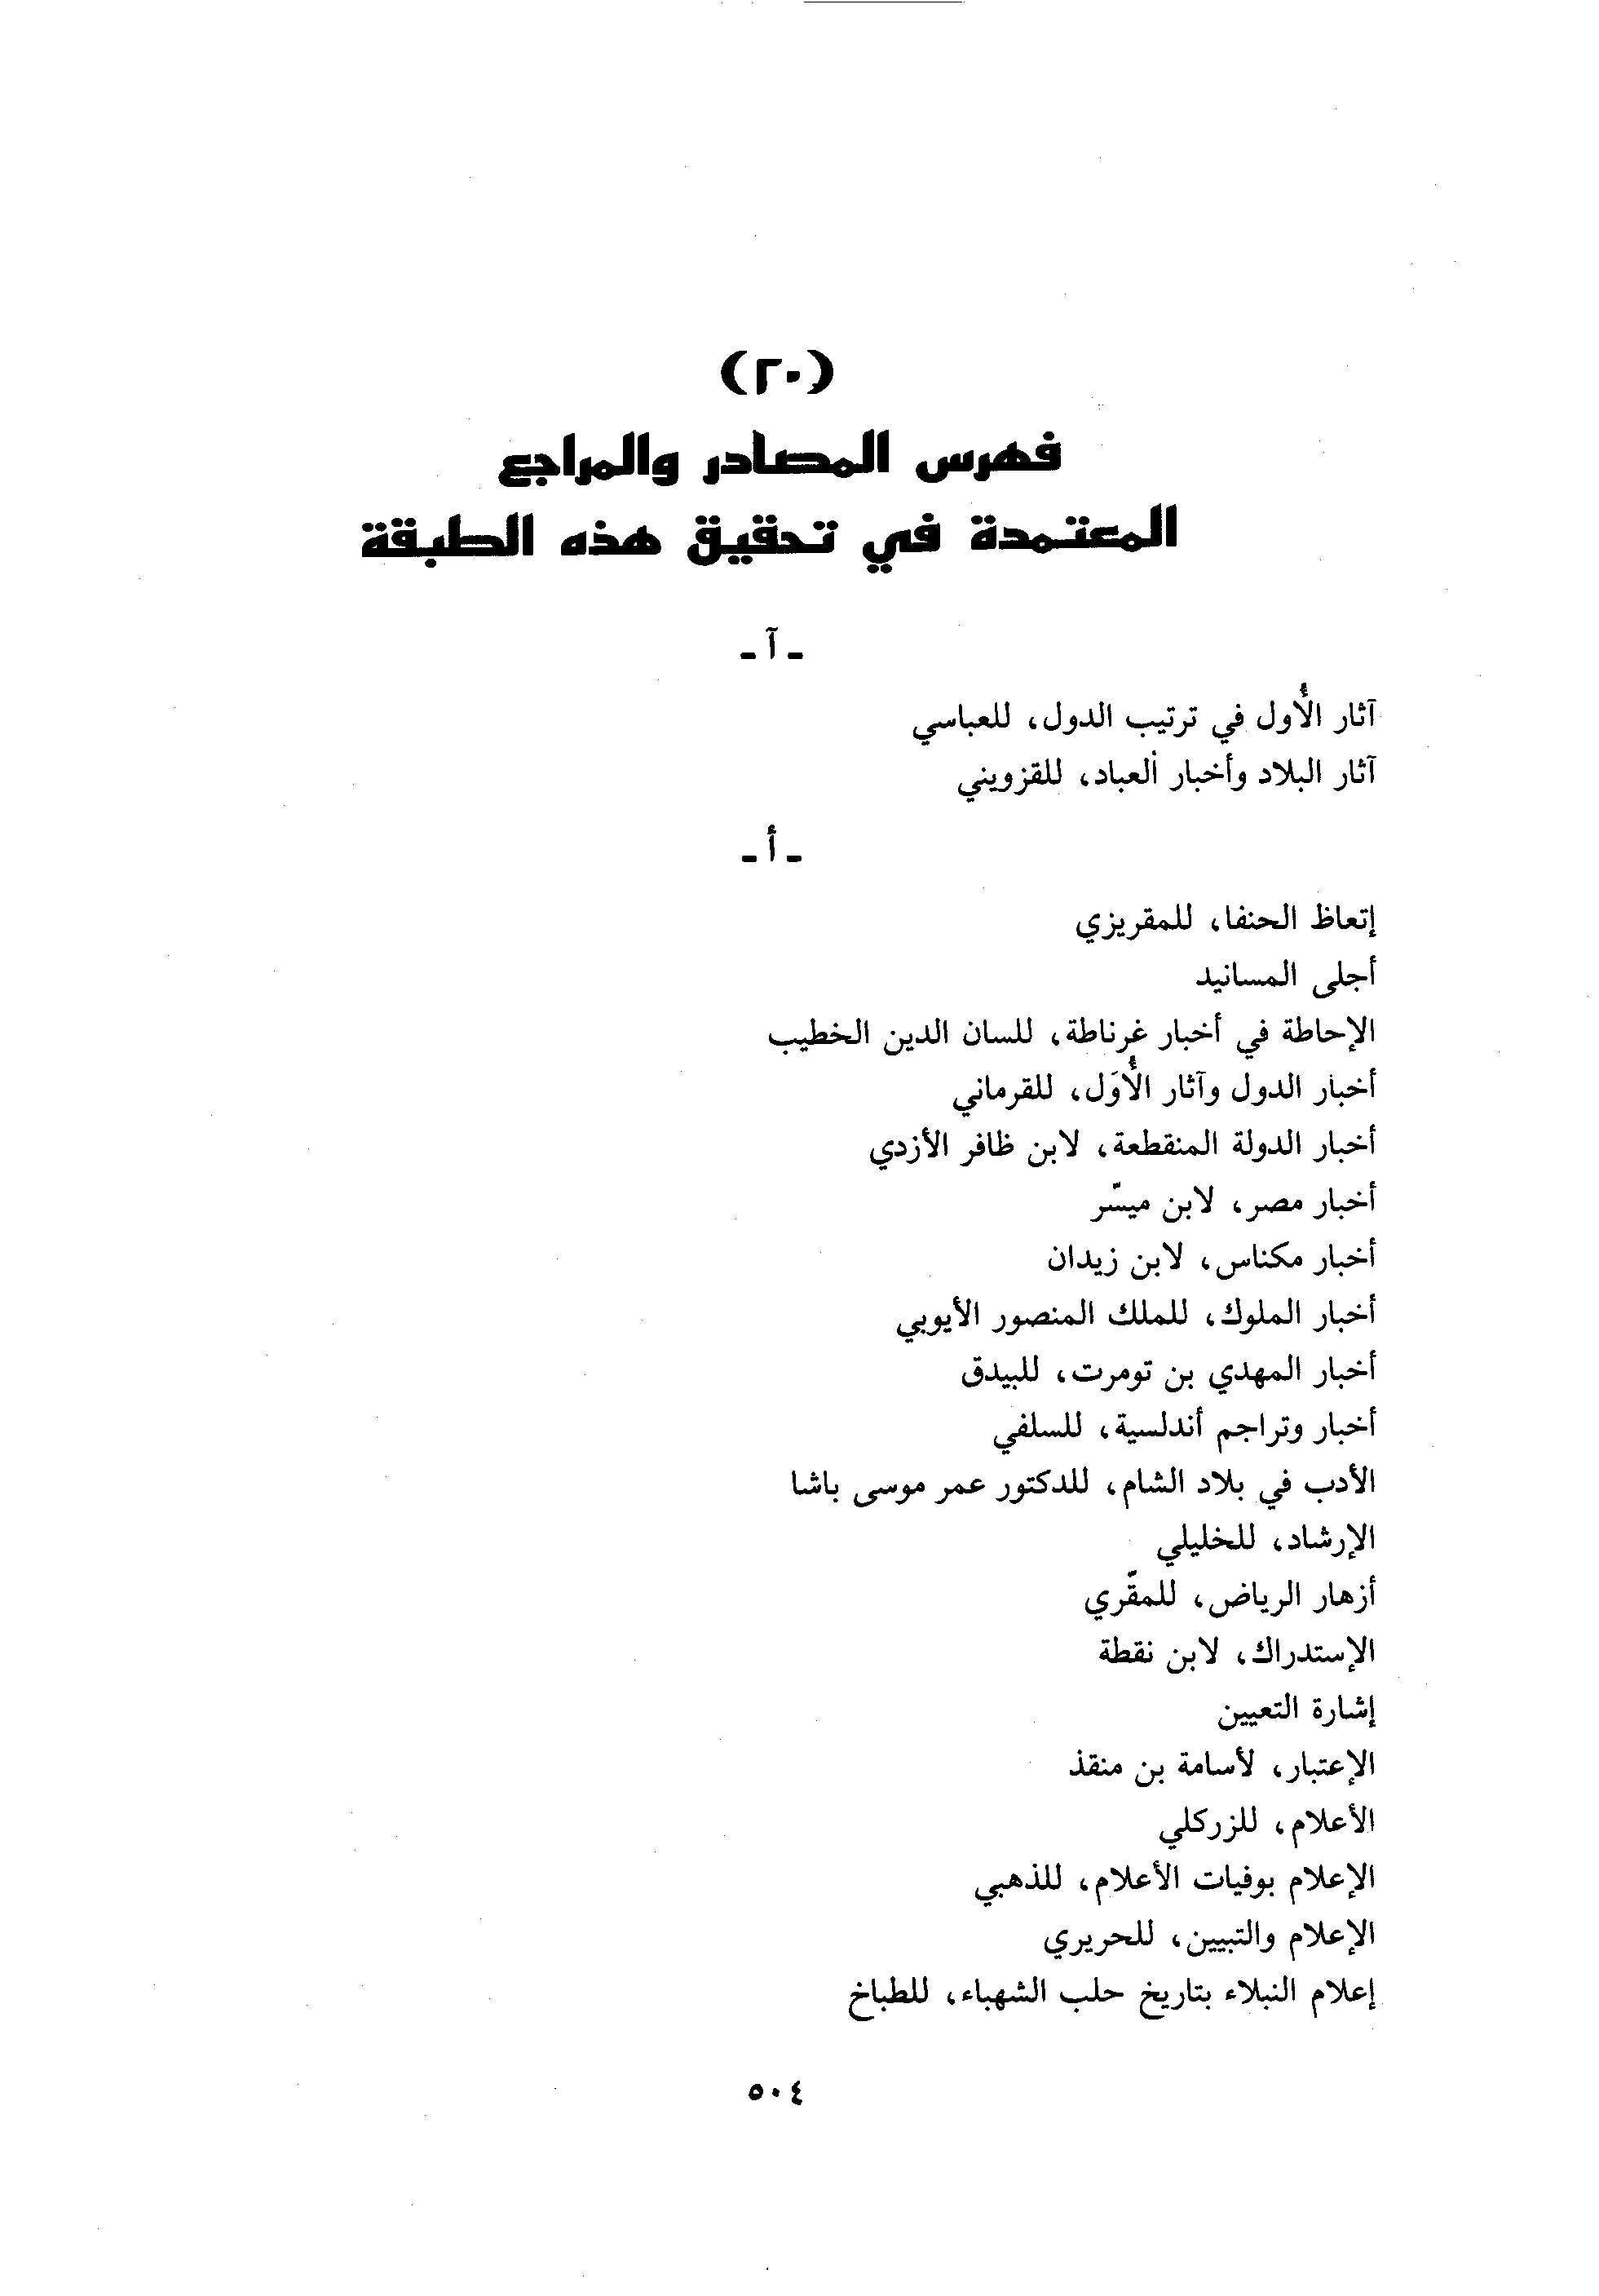 (٢٠)
فهرس المصادر والمراجع
المعتمدة في تحقيق هذه الطبقة
ـ آ ـ
آثار الأُول في ترتيب الدول، للعباسي
آثار البلاد وأخبار العباد، للقزويني
ـ أ ـ
إتعاظ الحنفا، للمقريزي
أجلى المسانيد
الإحاطة في أخبار غرناطة، للسان الدين الخطيب
أخبار الدول وآثار الأُوَل، للقرماني
أخبار الدولة المنقطعة، لابن ظافر الأزدي
أخبار مصر، لابن ميسّر
أخبار مكناس، لابن زيدان
أخبار الملوك، للملك المنصور الأيوبي
أخبار المهدي بن تومرت، للبيدق
أخبار وتراجم أندلسية، للسلفي
الأدب في بلاد الشام، للدكتور عمر موسى باشا
الإرشاد، للخليلي
أزهار الرياض، للمقّري
الإستدراك، لابن نقطة
إشارة التعيين
الإعتبار، لأسامة بن منقذ
الأعلام، للزركلي
الإعلام بوفيات الأعلام، للذهبي
الإعلام والتبيين، للحريري
إعلام النبلاء بتاريخ حلب الشهباء، للطباخ
٥٠٤